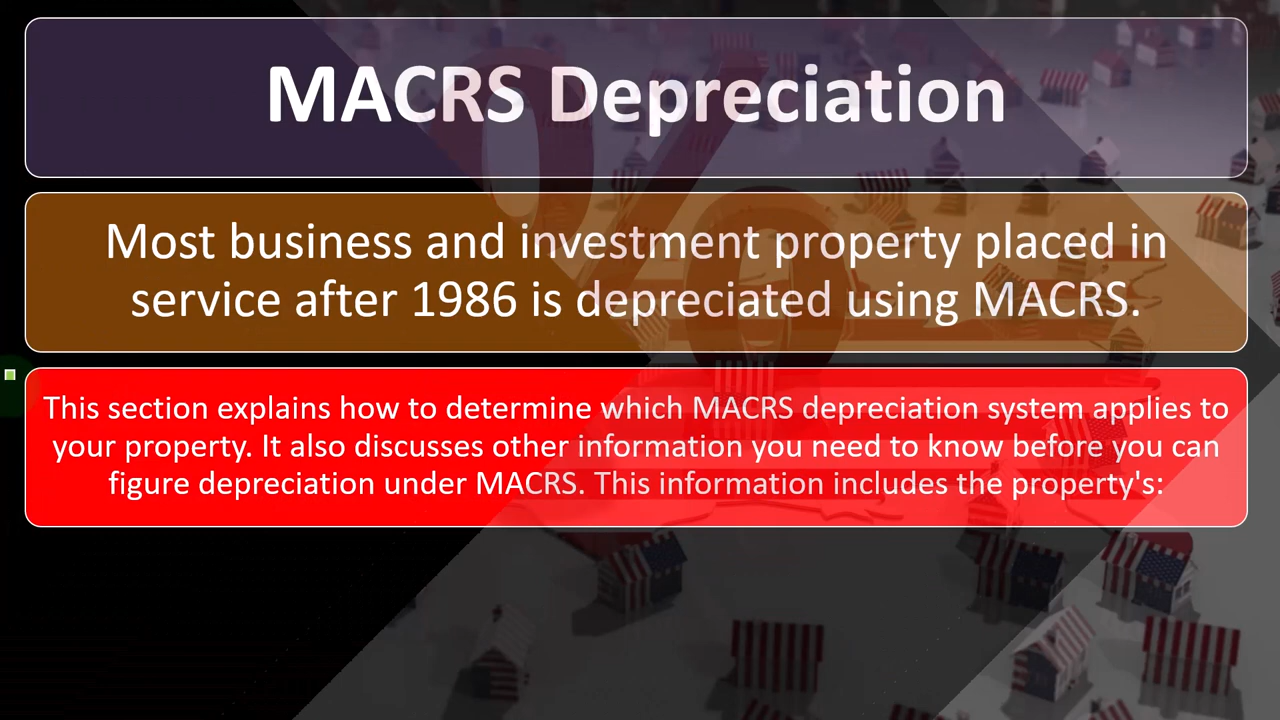 MACRS Depreciation
Most business and investment property placed in
service after 1986 is depreciated using MACRS.
This section explains how to determine which MACRS depreciation system applies to
your property. It also discusses other information you need to know before you can
figure depreciation under MACRS. This information includes the property's: